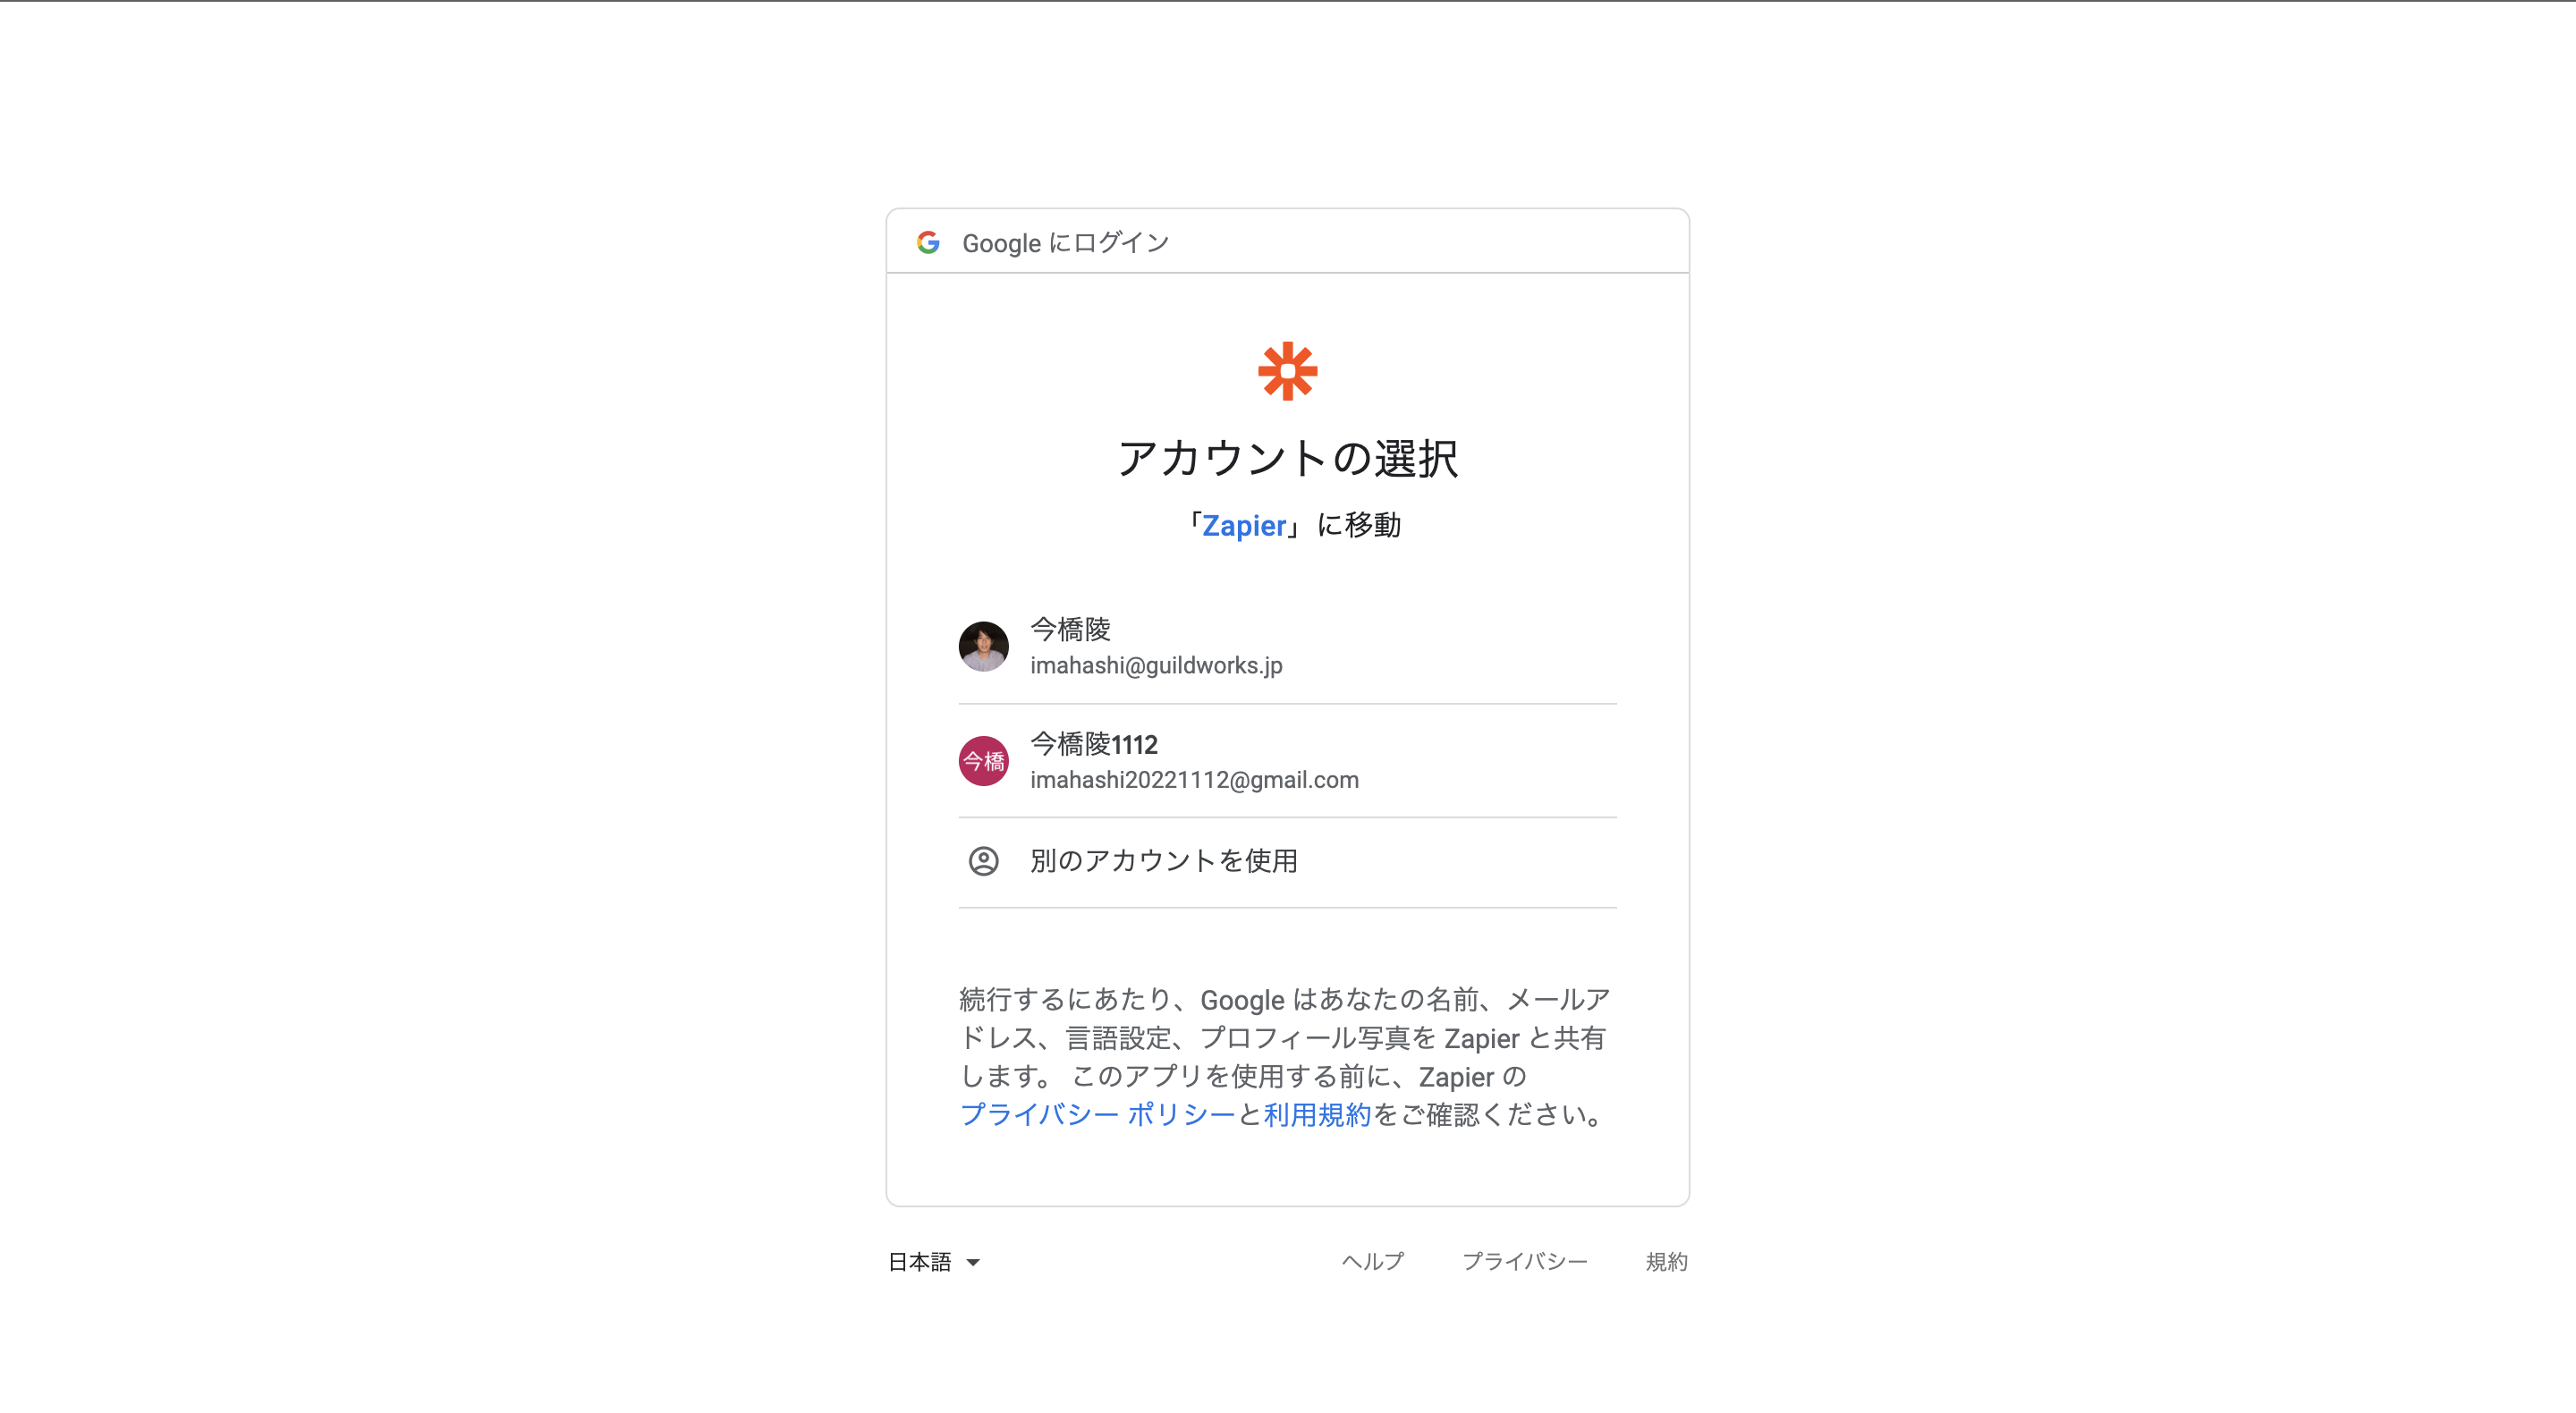 Google にログイン
アカウントの選択
「Zapier」に移動
今橋陵
imahashi@guildworks.jp
今橋
今橋陵1112
imahashi20221112@gmail.com
別のアカウントを使用
続行するにあたり、Google はあなたの名前、メールア
ドレス、言語設定、プロフィール写真を Zapier と共有
します。 このアプリを使用する前に、Zapier の
プライバシー ポリシーと利用規約をご確認ください。
日本語 ヘルプ プライバシー 規約